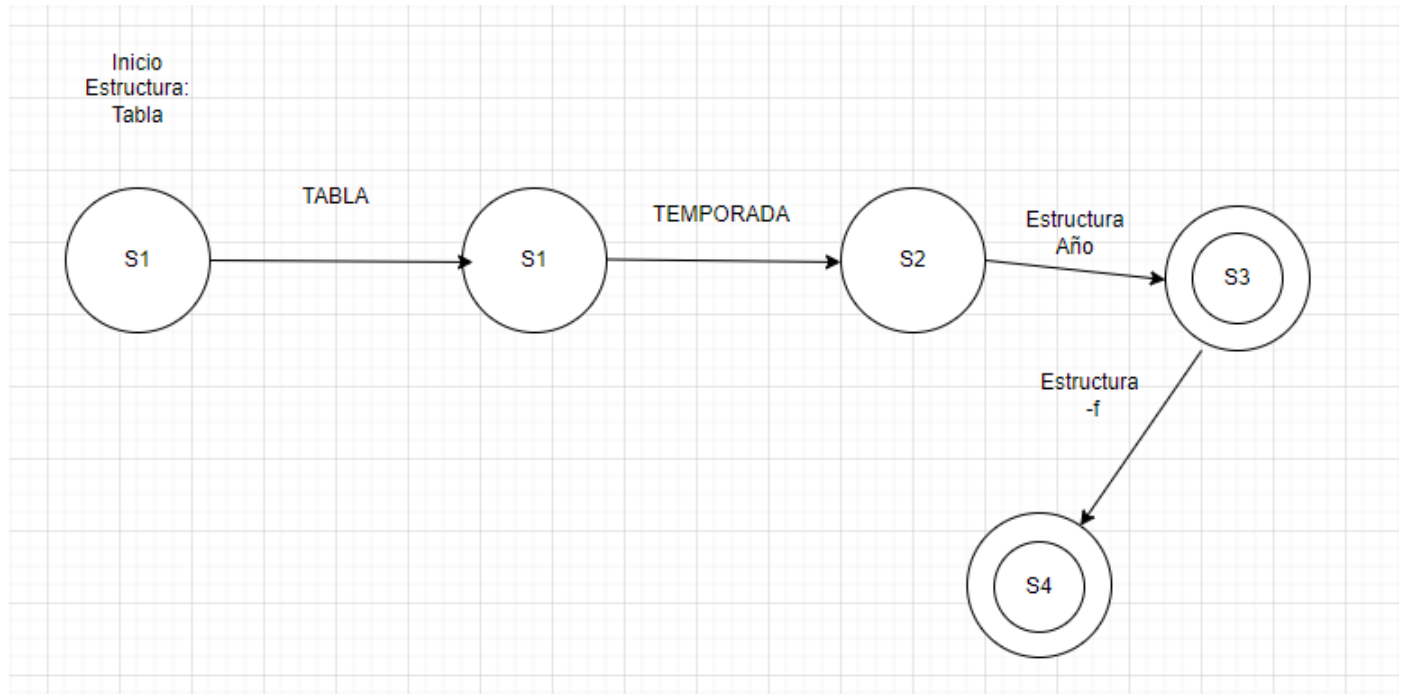 Inicio
Estructura:
Tabla
TABLA
TEMPORADA
Estructura
Año
S1
S1
S2
S3
Estructura
-f
S4